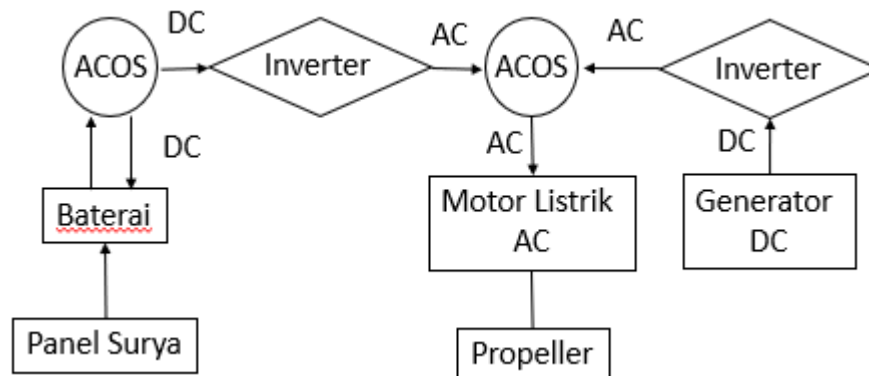 DC
AC
AC
ACOS
Inverter
ACOS
Inverter
DC
AC
DC
Baterai
Motor Listrik
AC
Generator
DC
Panel Surya
Propeller